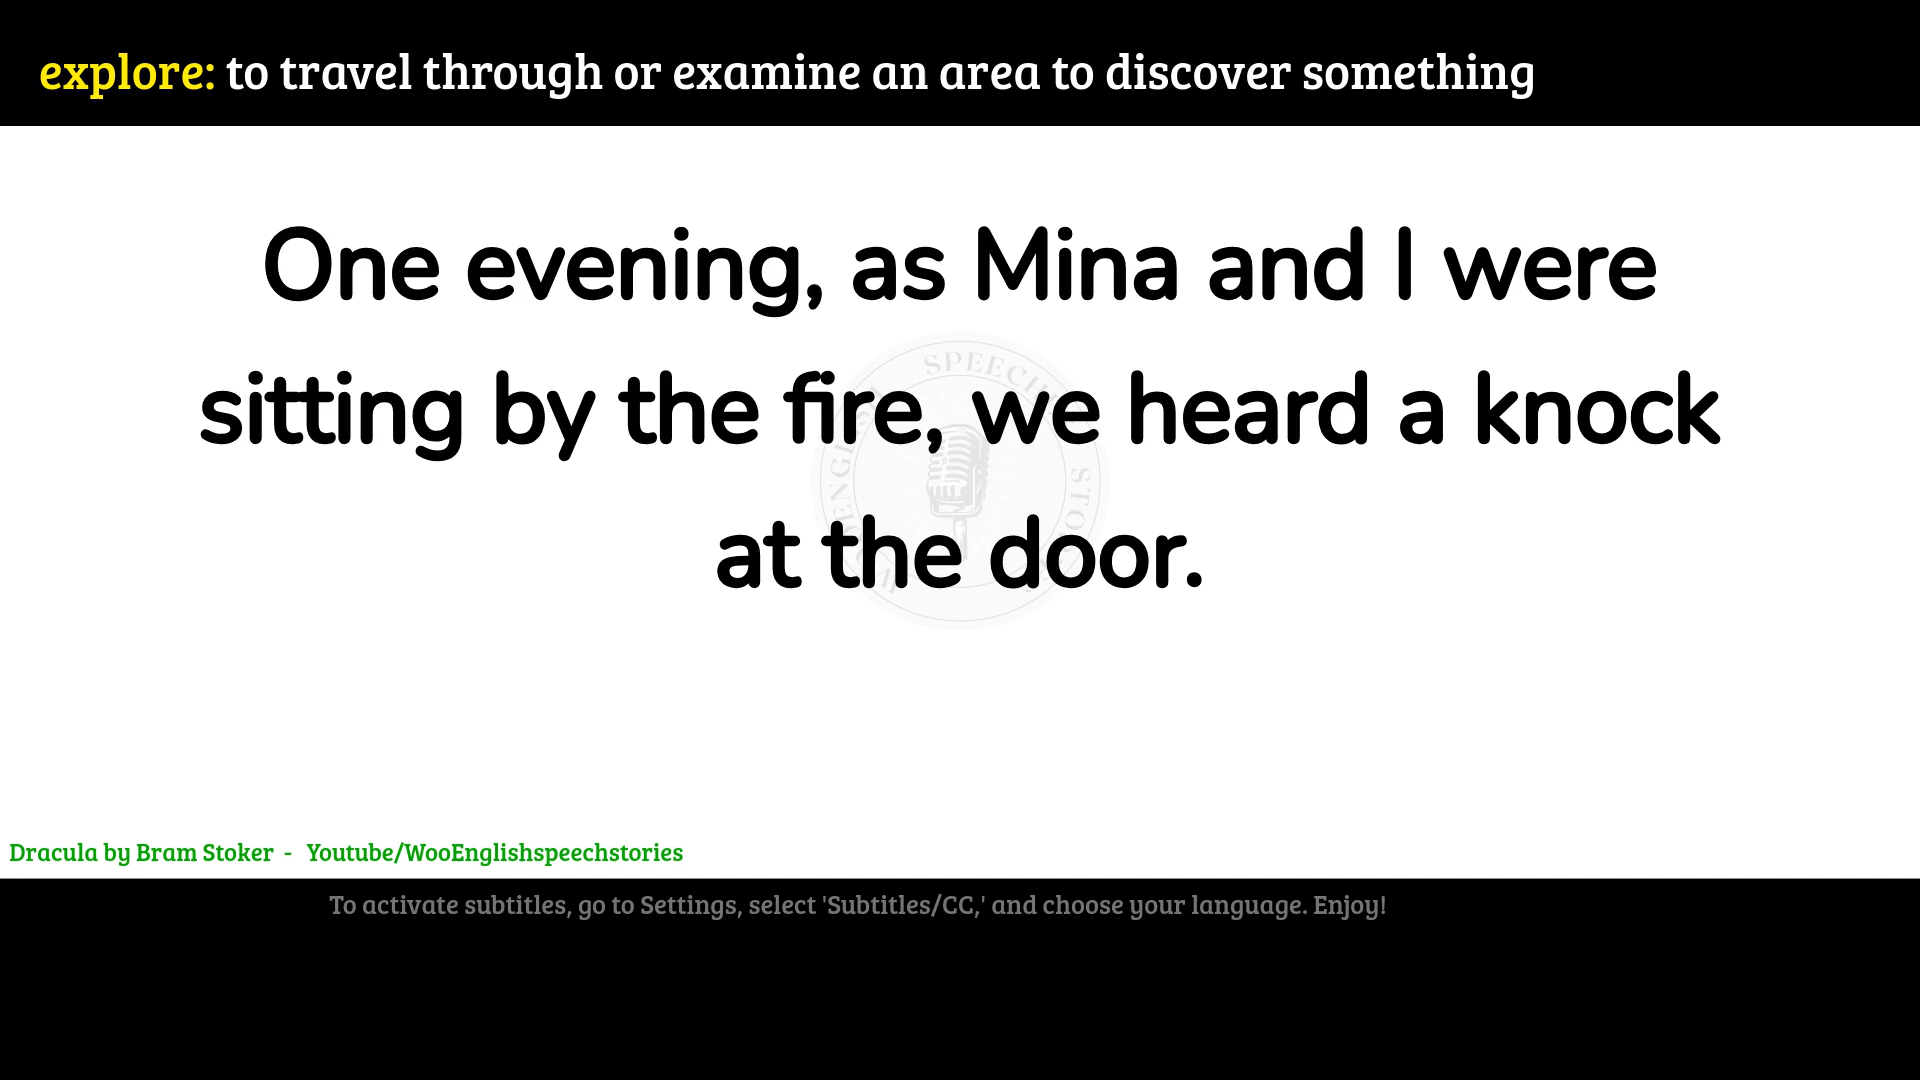 explore: to travel through or examine an area to discover something
One evening, as Mina and I were
sitting by the fire, we heard a knock
at the door.
Dracula by Bram Stoker - Youtube/WooEnglishspeechstories
To activate subtitles, go to Settings, select 'Subtitles/CC,' and choose your language. Enjoy!